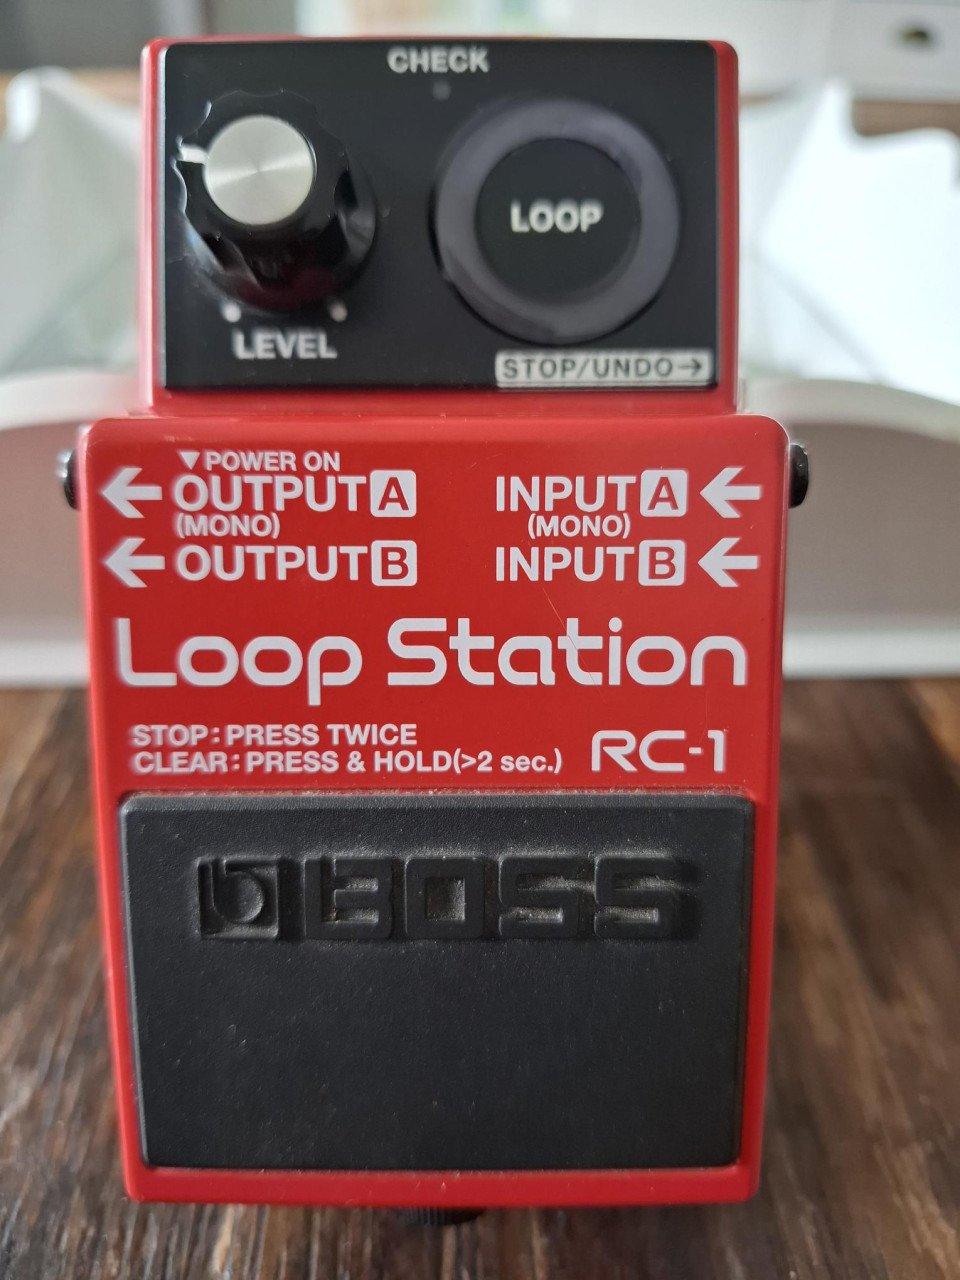 CHECK
LOOP
LEVEL
STOP/UNDO→
▼POWER ON
← OUTPUT A
(MONO)
← OUTPUT B
INPUT A ←
(MONO)
INPUT B ←
Loop Station
STOP:PRESS TWICE
CLEAR:PRESS & HOLD(>2 sec.)
RC-1
BOSS